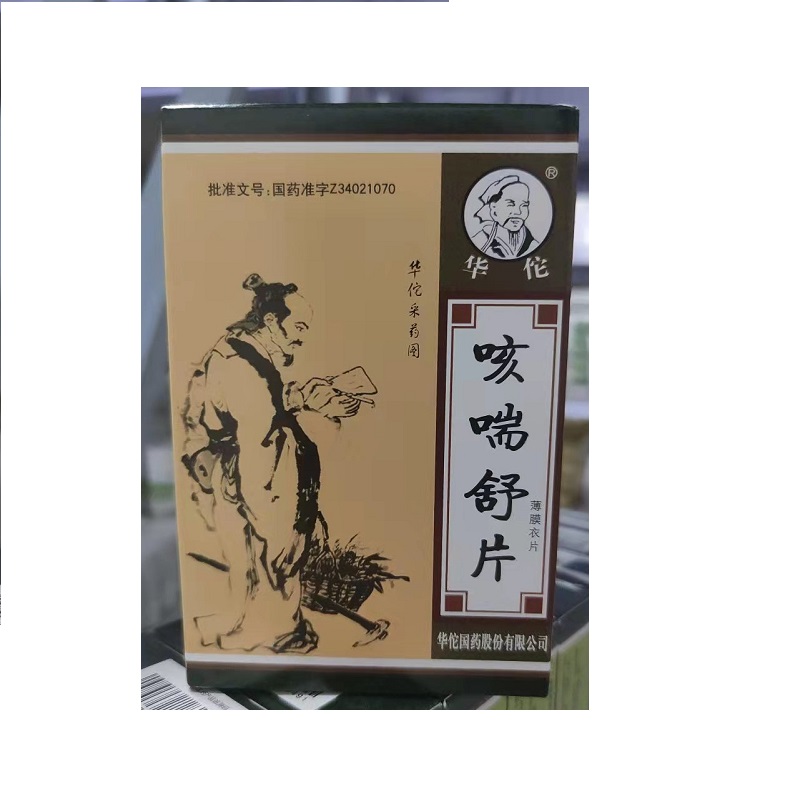 批准文号:国药准字Z34021070
华佗采药图
®
华佗
咳喘舒片
薄膜衣片
华佗国药股份有限公司